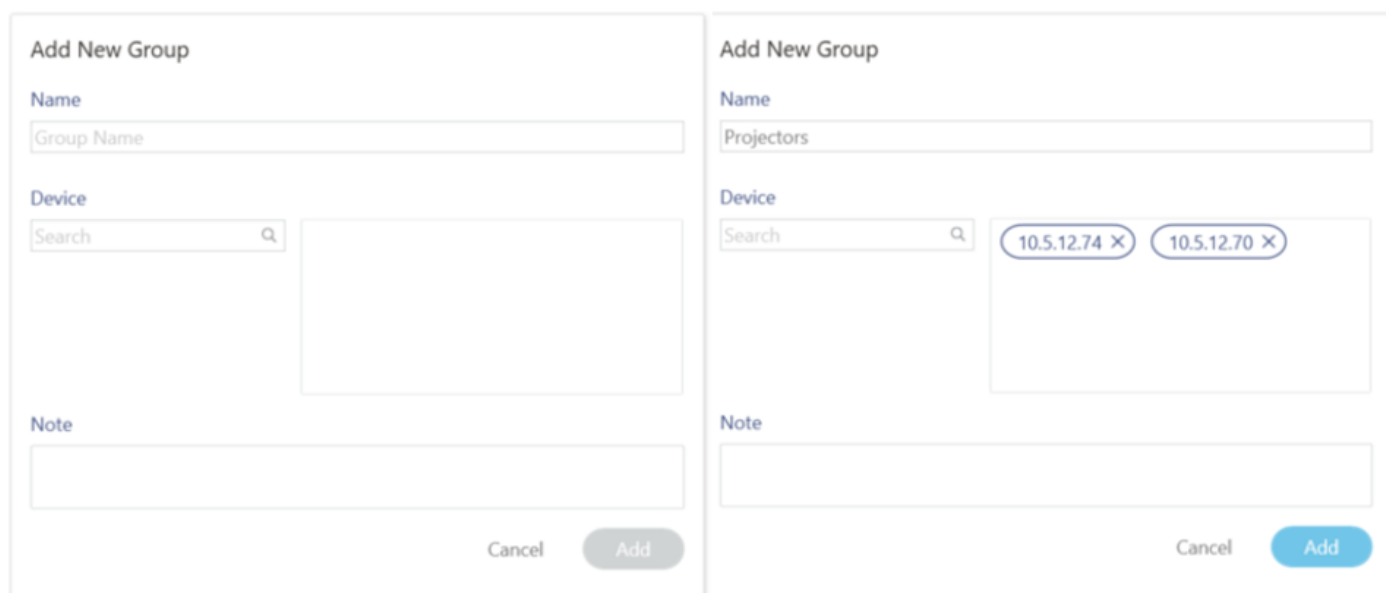 Add New Group
Name
Group Name
Device
Search
Note
Cancel
Add
Add New Group
Name
Projectors
Device
Search
10.5.12.74 ✕
10.5.12.70 ✕
Note
Cancel
Add